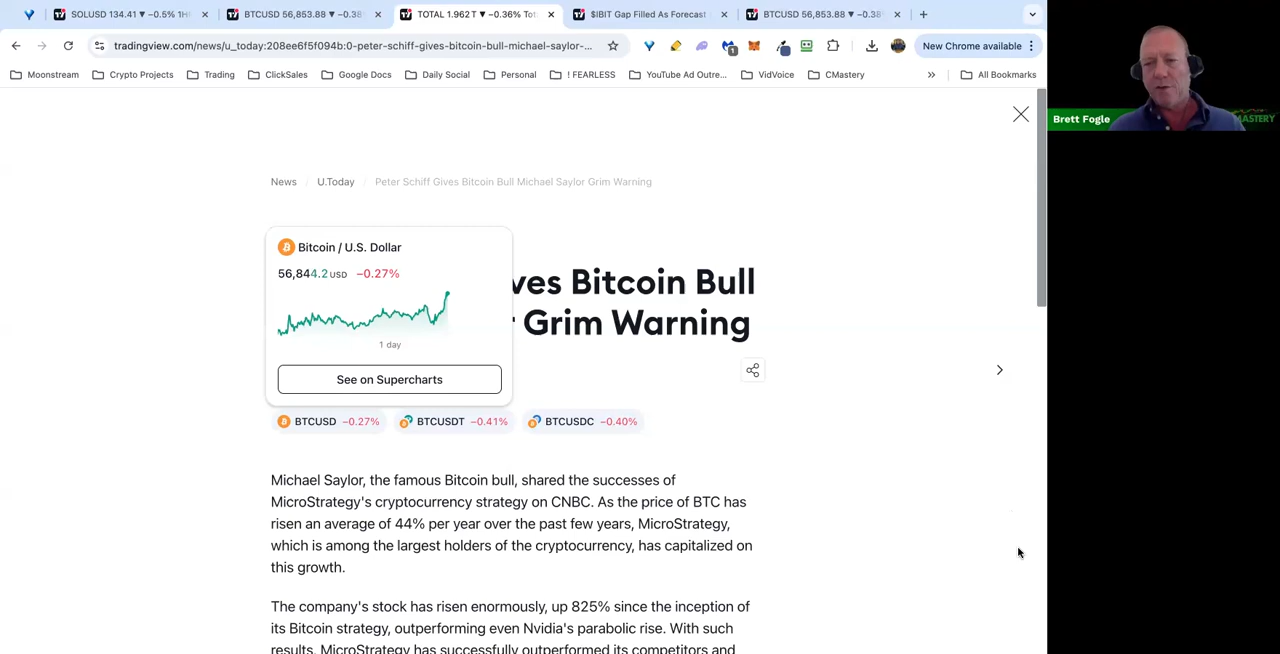 SOLUSD 134.41 ▼ −0.5% 1H
BTCUSD 56,853.88 ▼ −0.38
TOTAL 1.962 T ▼ −0.36% Tot
$IBIT Gap Filled As Forecast
BTCUSD 56,853.88 ▼ −0.38
tradingview.com/news/u_today:208ee6f5f094b:0-peter-schiff-gives-bitcoin-bull-michael-saylor-...
1
New Chrome available
Moonstream
Crypto Projects
Trading
ClickSales
Google Docs
Daily Social
Personal
! FEARLESS
YouTube Ad Outre...
VidVoice
CMastery
»
All Bookmarks
Brett Fogle
MASTERY
News / U.Today / Peter Schiff Gives Bitcoin Bull Michael Saylor Grim Warning
Bitcoin / U.S. Dollar
56,844.2 USD −0.27%
1 day
See on Supercharts
ves Bitcoin Bull
r Grim Warning
BTCUSD −0.27% BTCUSDT −0.41% BTCUSDC −0.40%
Michael Saylor, the famous Bitcoin bull, shared the successes of
MicroStrategy's cryptocurrency strategy on CNBC. As the price of BTC has
risen an average of 44% per year over the past few years, MicroStrategy,
which is among the largest holders of the cryptocurrency, has capitalized on
this growth.
The company's stock has risen enormously, up 825% since the inception of
its Bitcoin strategy, outperforming even Nvidia's parabolic rise. With such
results, MicroStrategy has successfully outperformed its competitors and